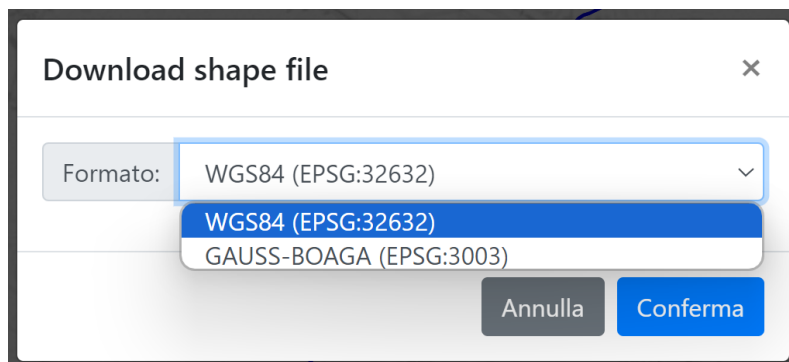 Download shape file
×
Formato: WGS84 (EPSG:32632)
WGS84 (EPSG:32632)
GAUSS-BOAGA (EPSG:3003)
Annulla Conferma